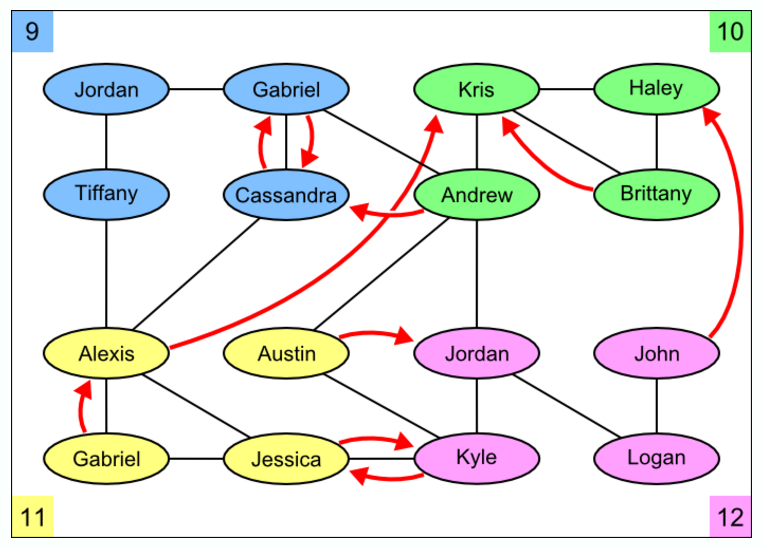 9
10
Jordan
Gabriel
Kris
Haley
Tiffany
Cassandra
Andrew
Brittany
Alexis
Austin
Jordan
John
Gabriel
Jessica
Kyle
Logan
11
12